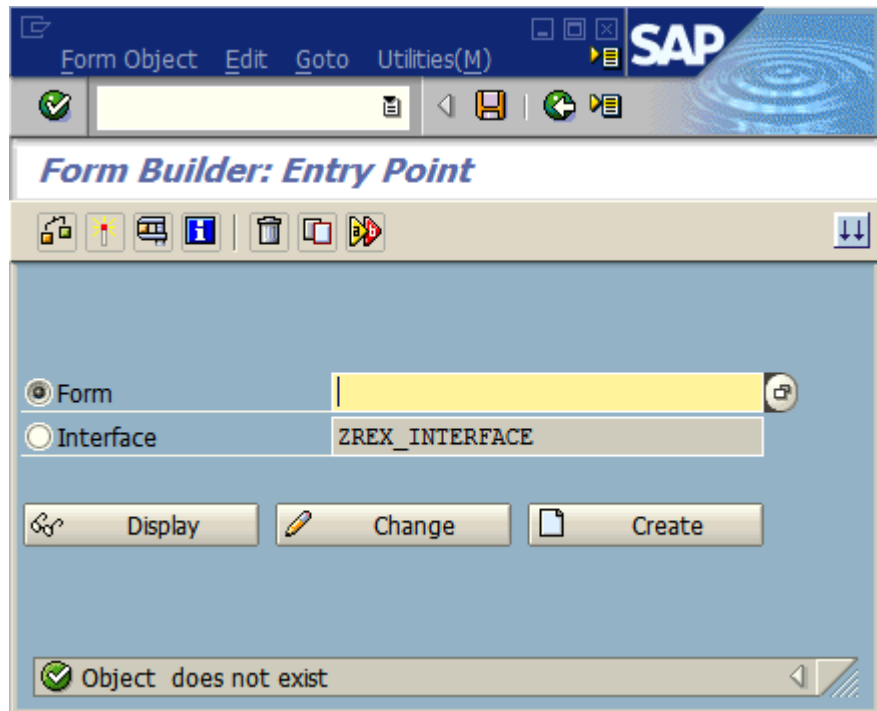 Form Object Edit Goto Utilities(M)
SAP
Form Builder: Entry Point
Form
Interface ZREX_INTERFACE
Display Change Create
Object does not exist